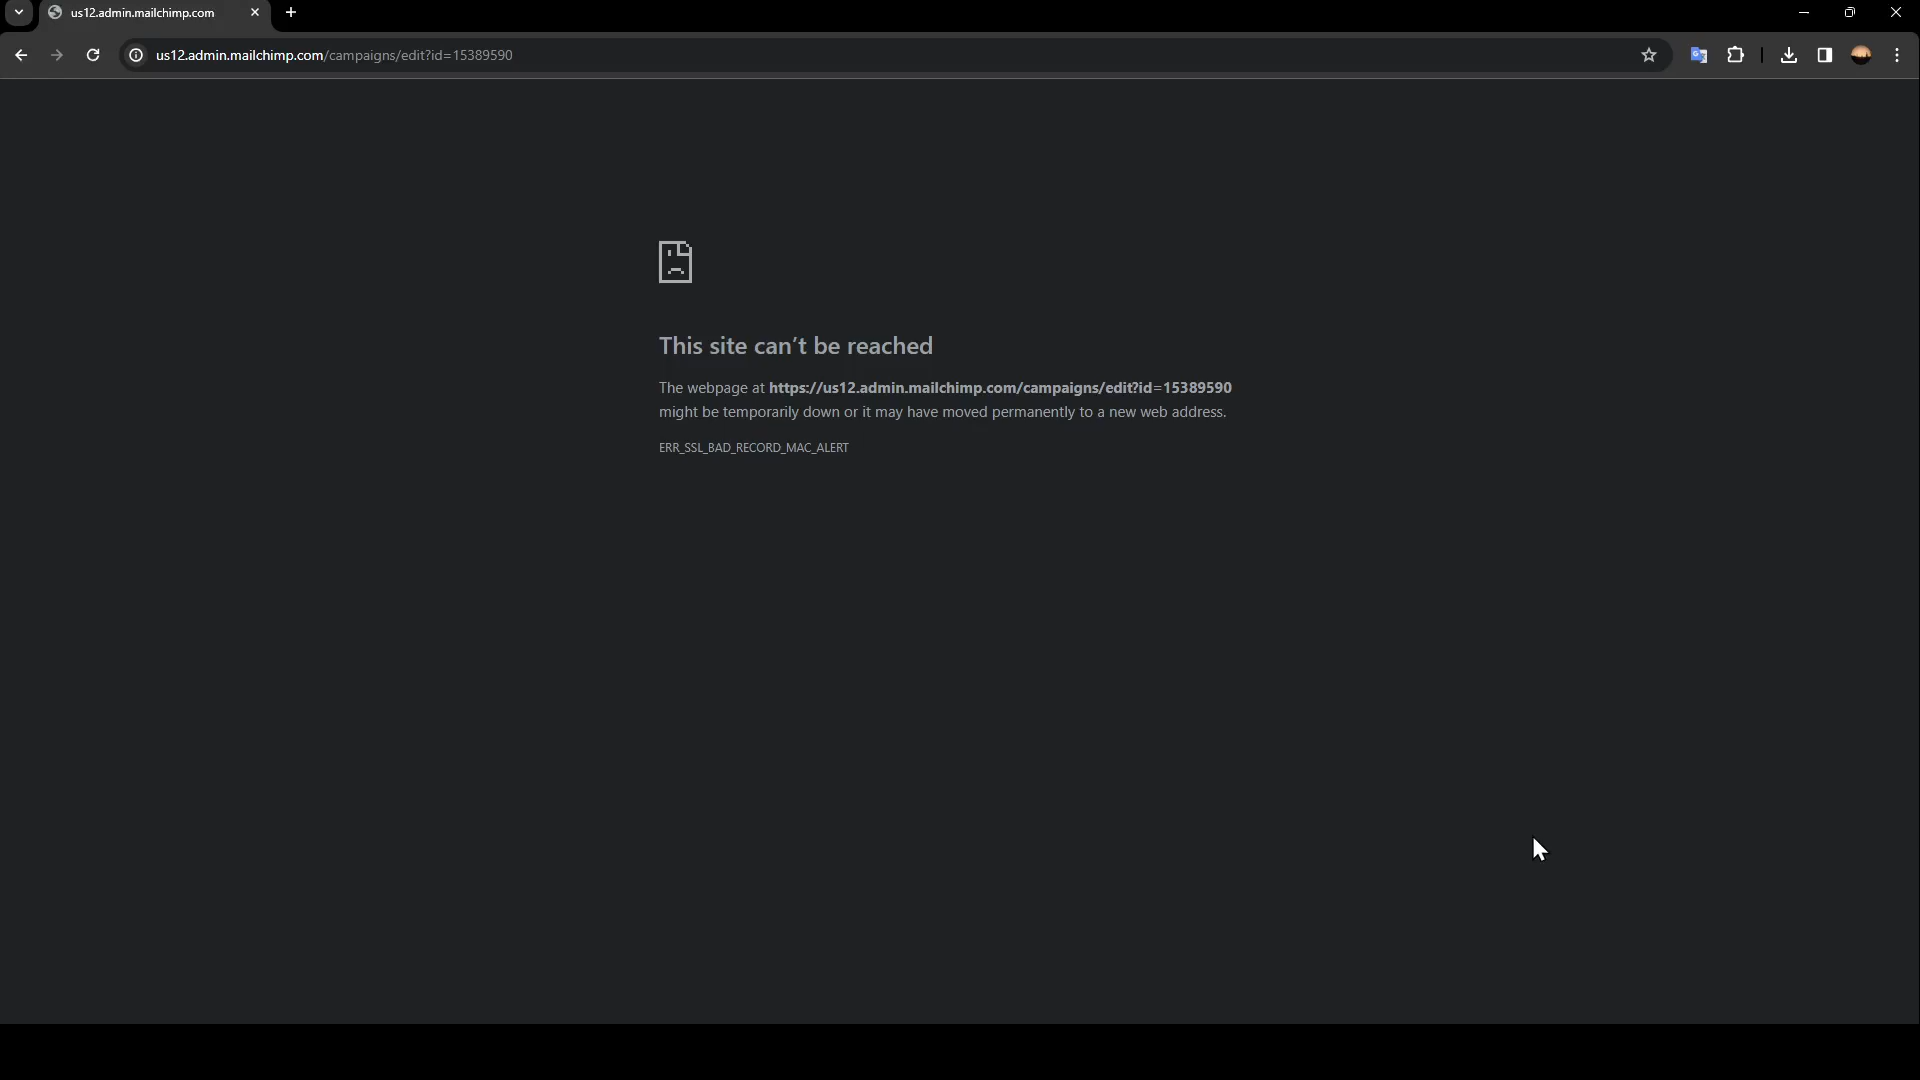 us12.admin.mailchimp.com
us12.admin.mailchimp.com/campaigns/edit?id=15389590
This site can’t be reached
The webpage at https://us12.admin.mailchimp.com/campaigns/edit?id=15389590
might be temporarily down or it may have moved permanently to a new web address.
ERR_SSL_BAD_RECORD_MAC_ALERT